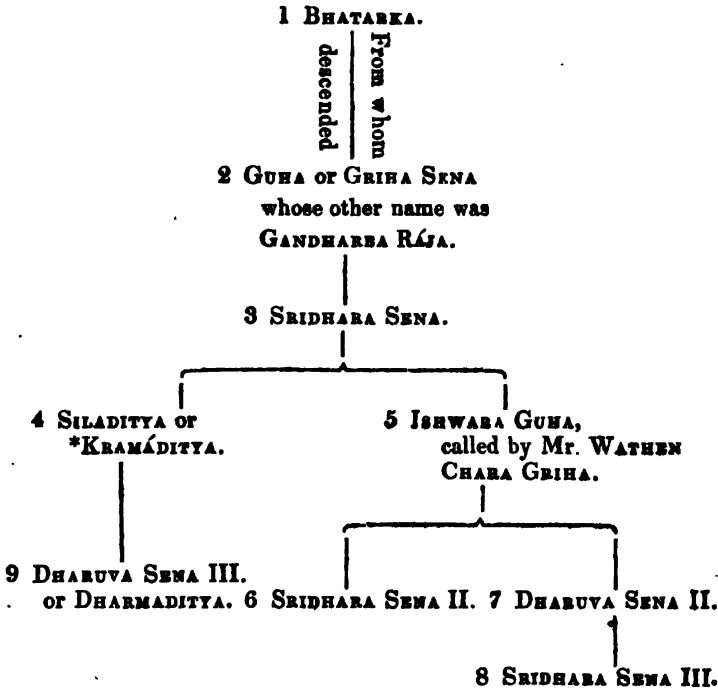 1 BHATARKA.
From whom
descended
2 GUHA or GRIHA SENA
whose other name was
GANDHARBA RÁJA.
3 SRIDHARA SENA.
4 SILADITYA or
*KRAMÁDITYA.
5 ISHWARA GUHA,
called by Mr. WATHEN
CHARA GRIHA.
9 DHARUVA SENA III.
or DHARMADITYA.
6 SRIDHARA SENA II.
7 DHARUVA SENA II.
8 SRIDHARA SENA III.